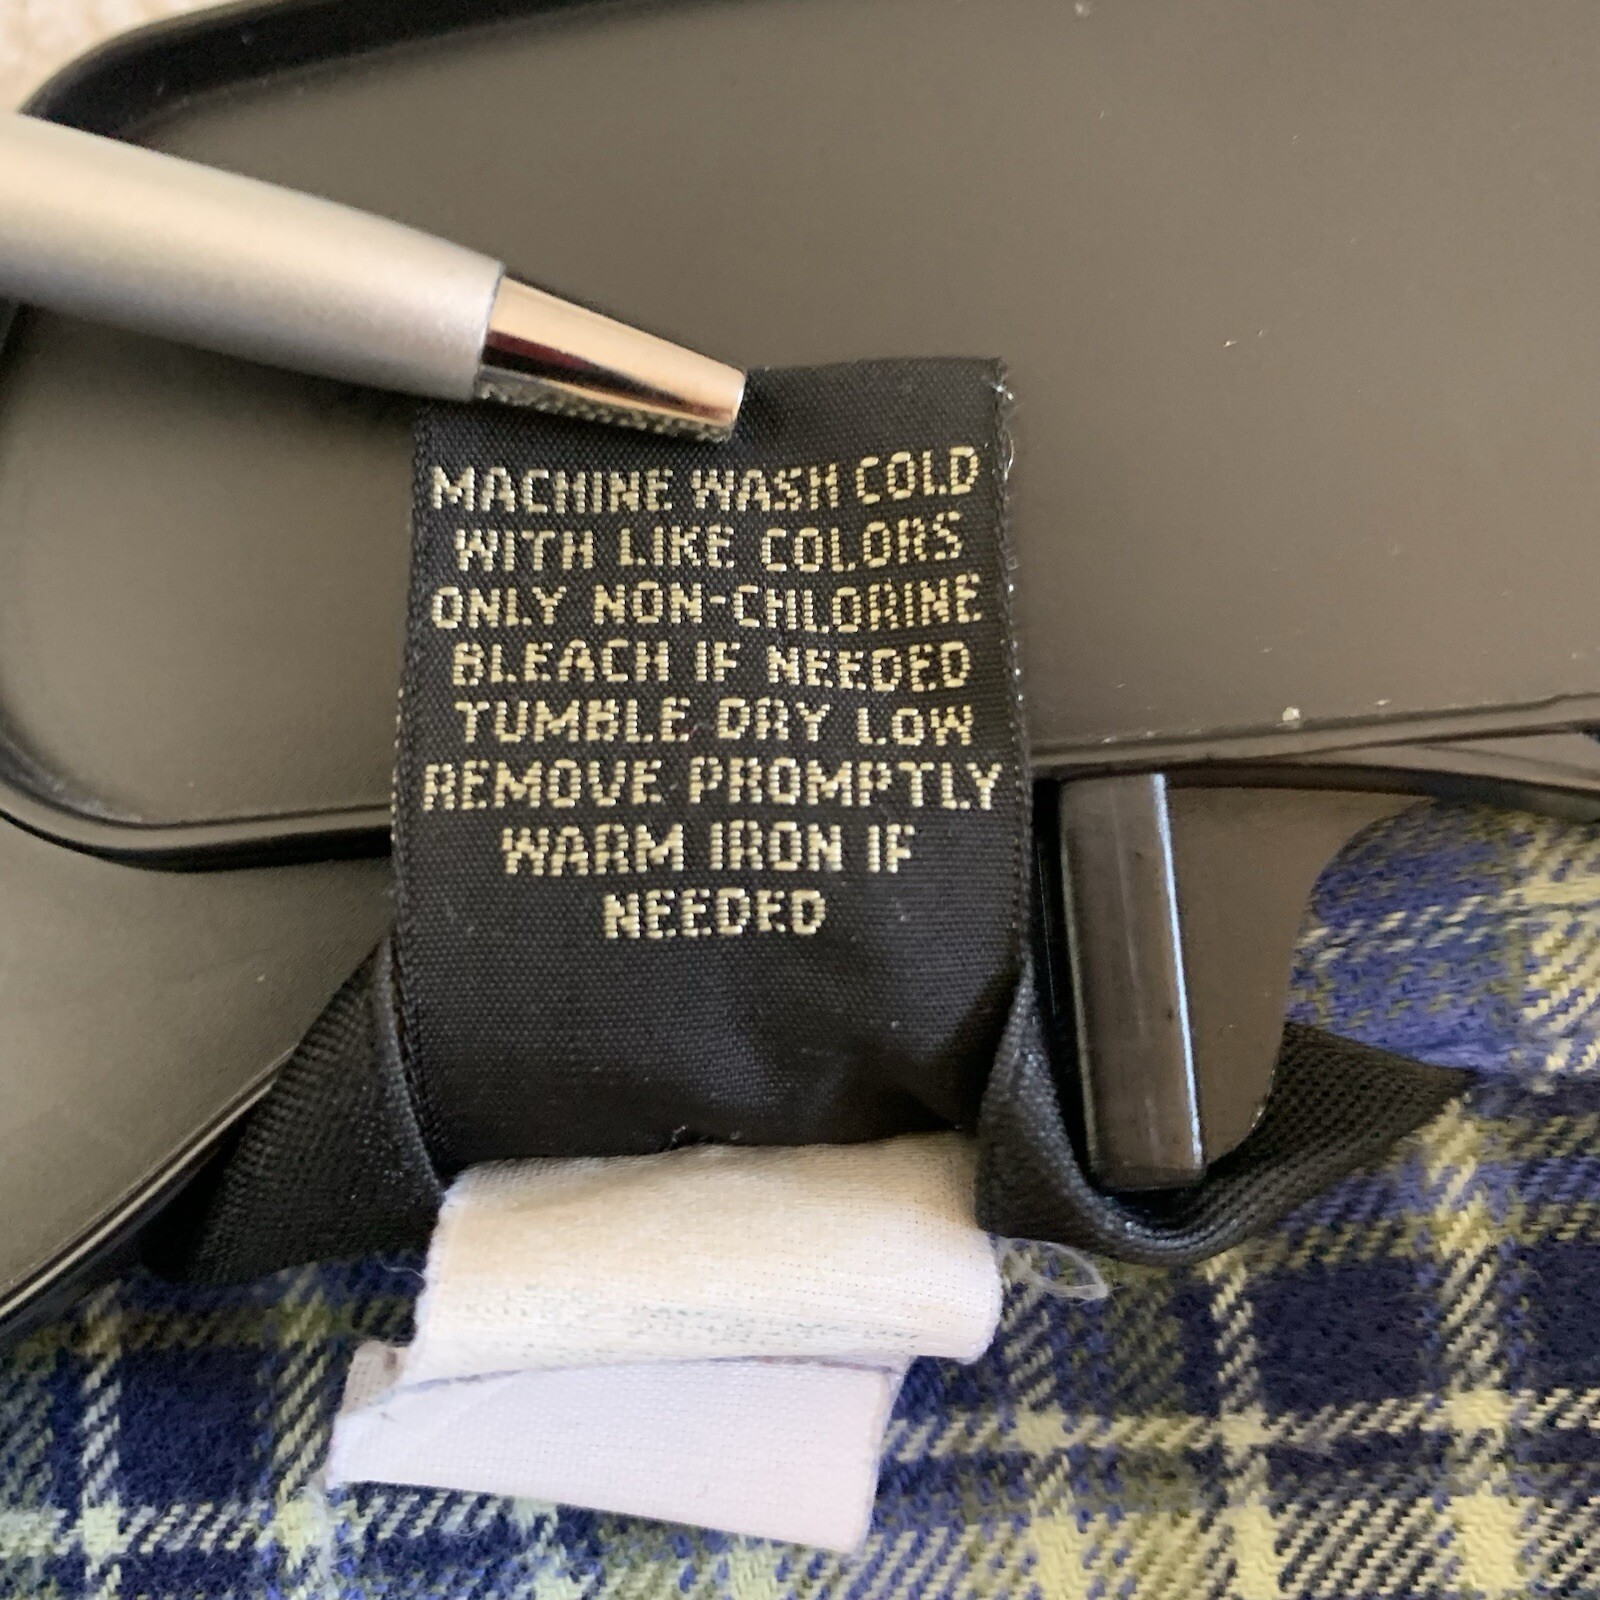 MACHINE WASH COLD
WITH LIKE COLORS
ONLY NON-CHLORINE
BLEACH IF NEEDED
TUMBLE DRY LOW
REMOVE PROMPTLY
WARM IRON IF
NEEDED